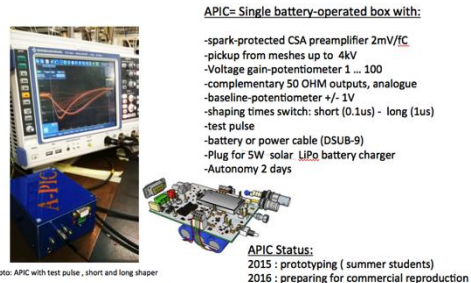 APIC= Single battery-operated box with:
-spark-protected CSA preamplifier 2mV/fC
-pickup from meshes up to 4kV
-Voltage gain-potentiometer 1 ... 100
-complementary 50 OHM outputs, analogue
-baseline-potentiometer +/- 1V
-shaping times switch: short (0.1us) - long (1us)
-test pulse
-battery or power cable (DSUB-9)
-Plug for 5W solar LiPo battery charger
-Autonomy 2 days
A-PIC
oto: APIC with test pulse , short and long shaper
APIC Status:
2015 : prototyping ( summer students)
2016 : preparing for commercial reproduction